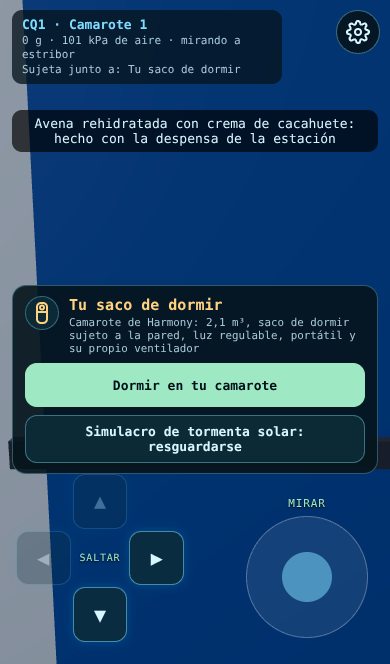 CQ1 · Camarote 1
0 g · 101 kPa de aire · mirando a
estribor
Sujeta junto a: Tu saco de dormir
Avena rehidratada con crema de cacahuete:
hecho con la despensa de la estación
Tu saco de dormir
Camarote de Harmony: 2,1 m³, saco de dormir
sujeto a la pared, luz regulable, portátil y
su propio ventilador
Dormir en tu camarote
Simulacro de tormenta solar:
resguardarse
MIRAR
SALTAR